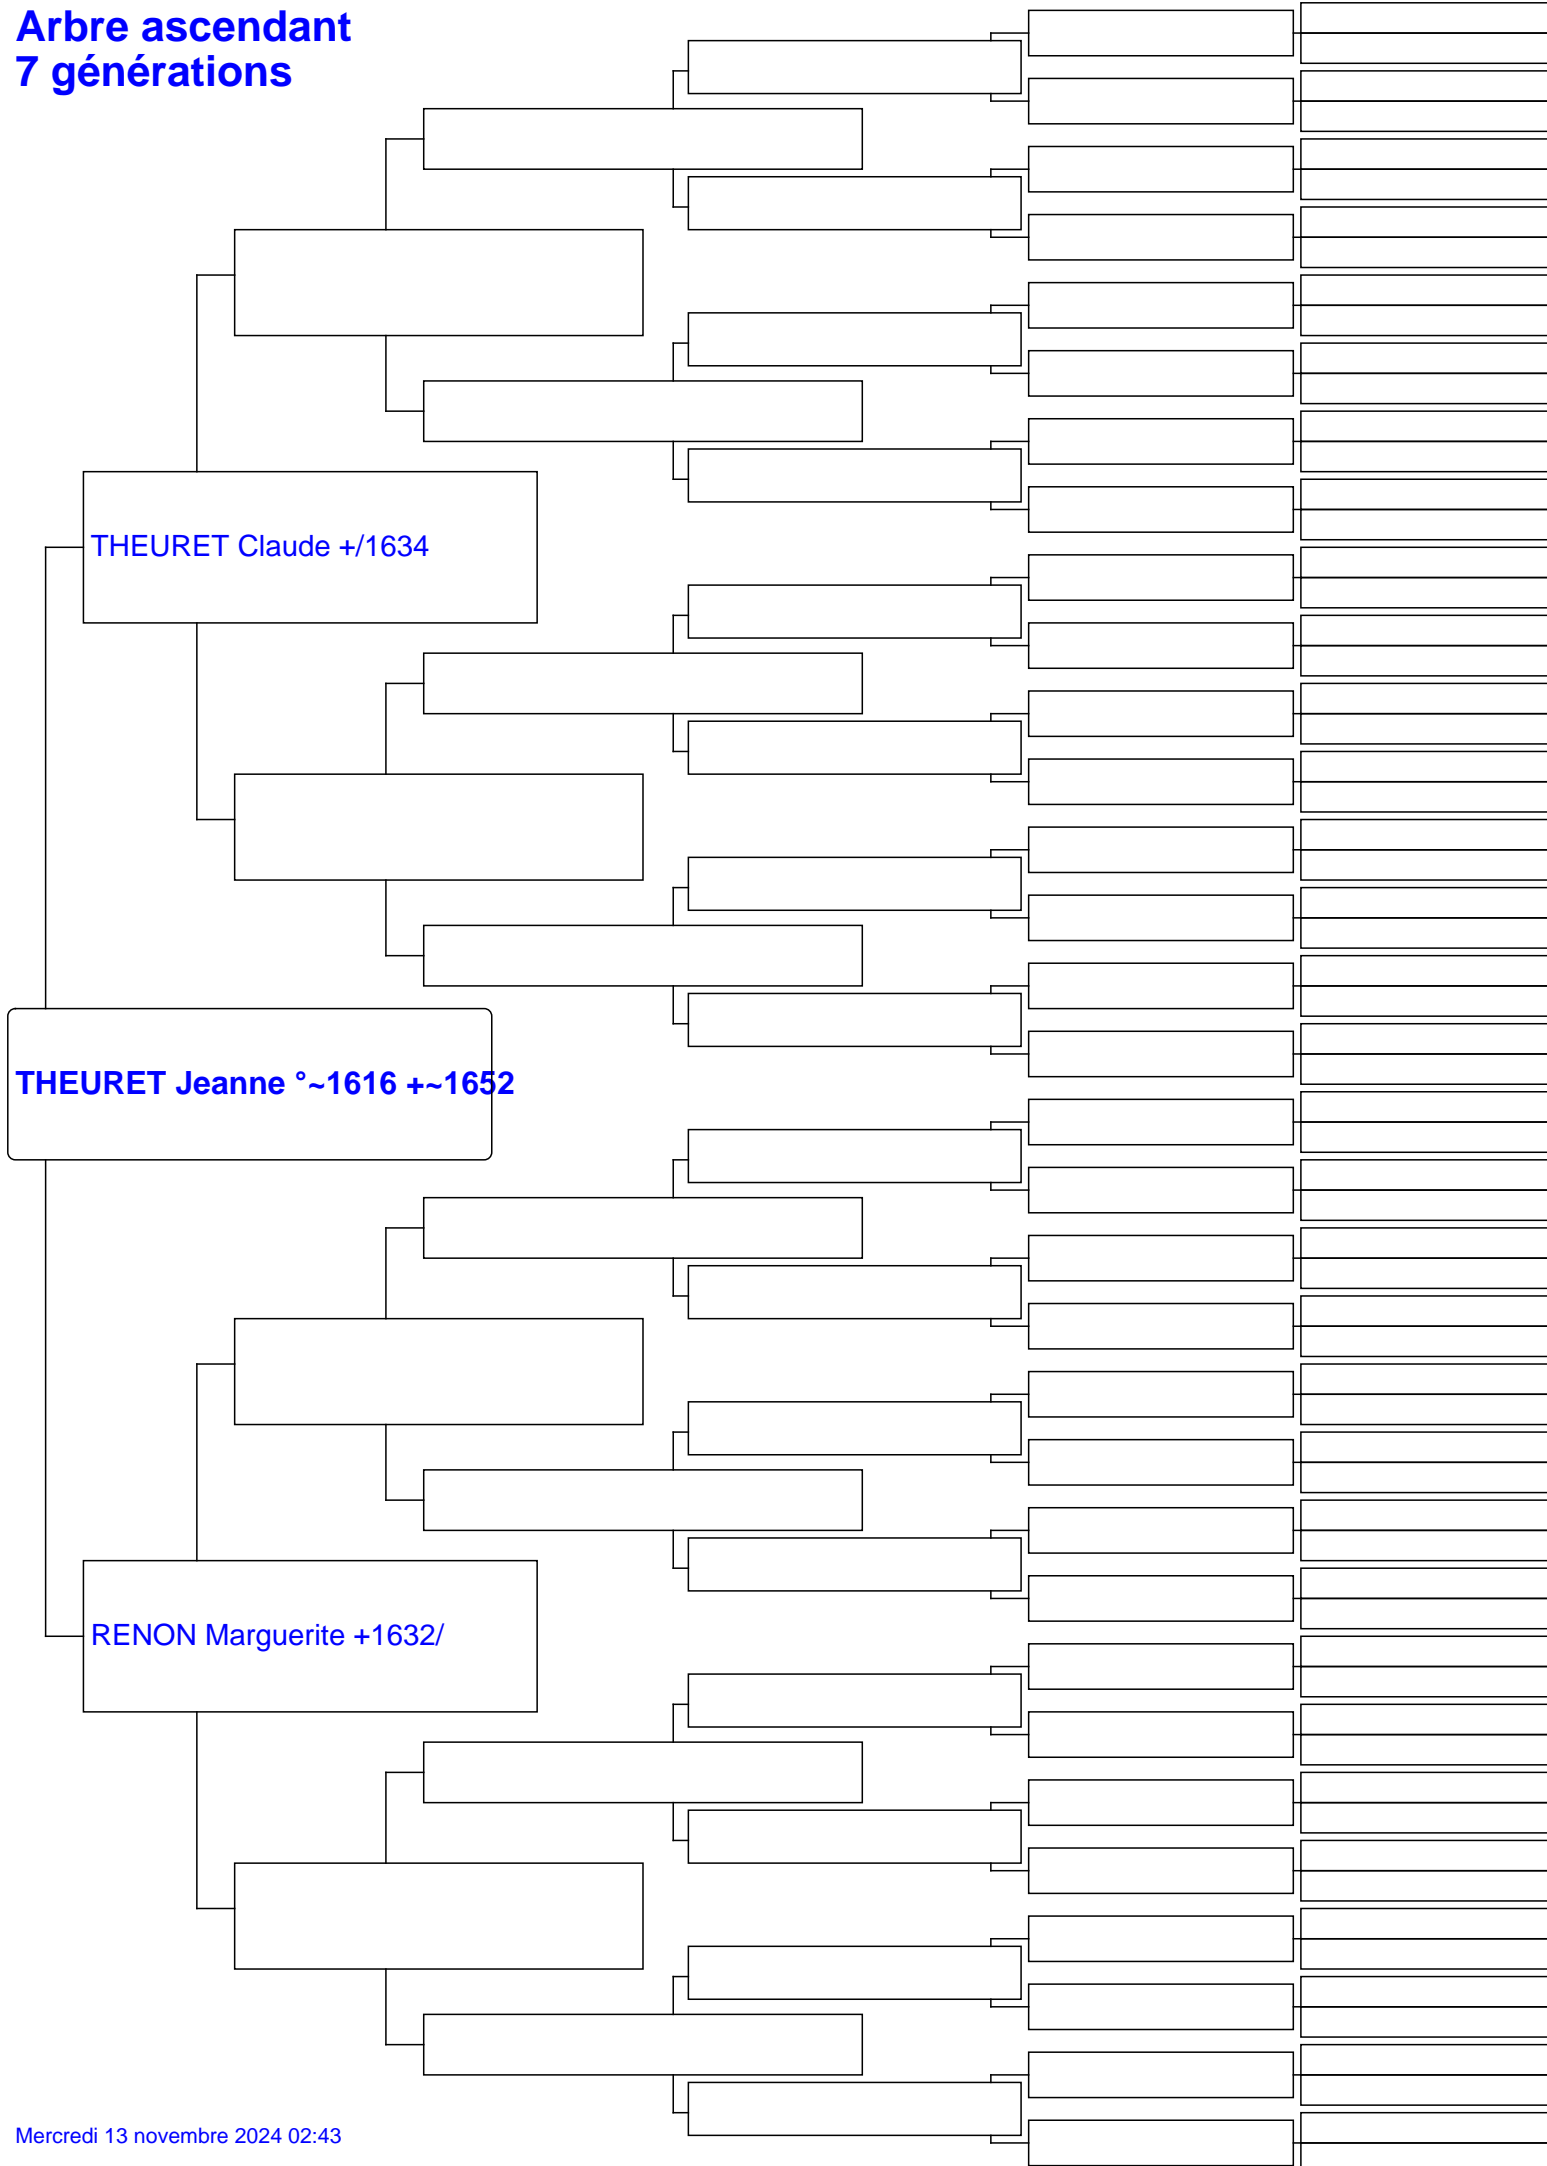 Arbre ascendant
7 générations
THEURET Claude +/1634
THEURET Jeanne °~1616 +~1652
RENON Marguerite +1632/
Mercredi 13 novembre 2024 02:43